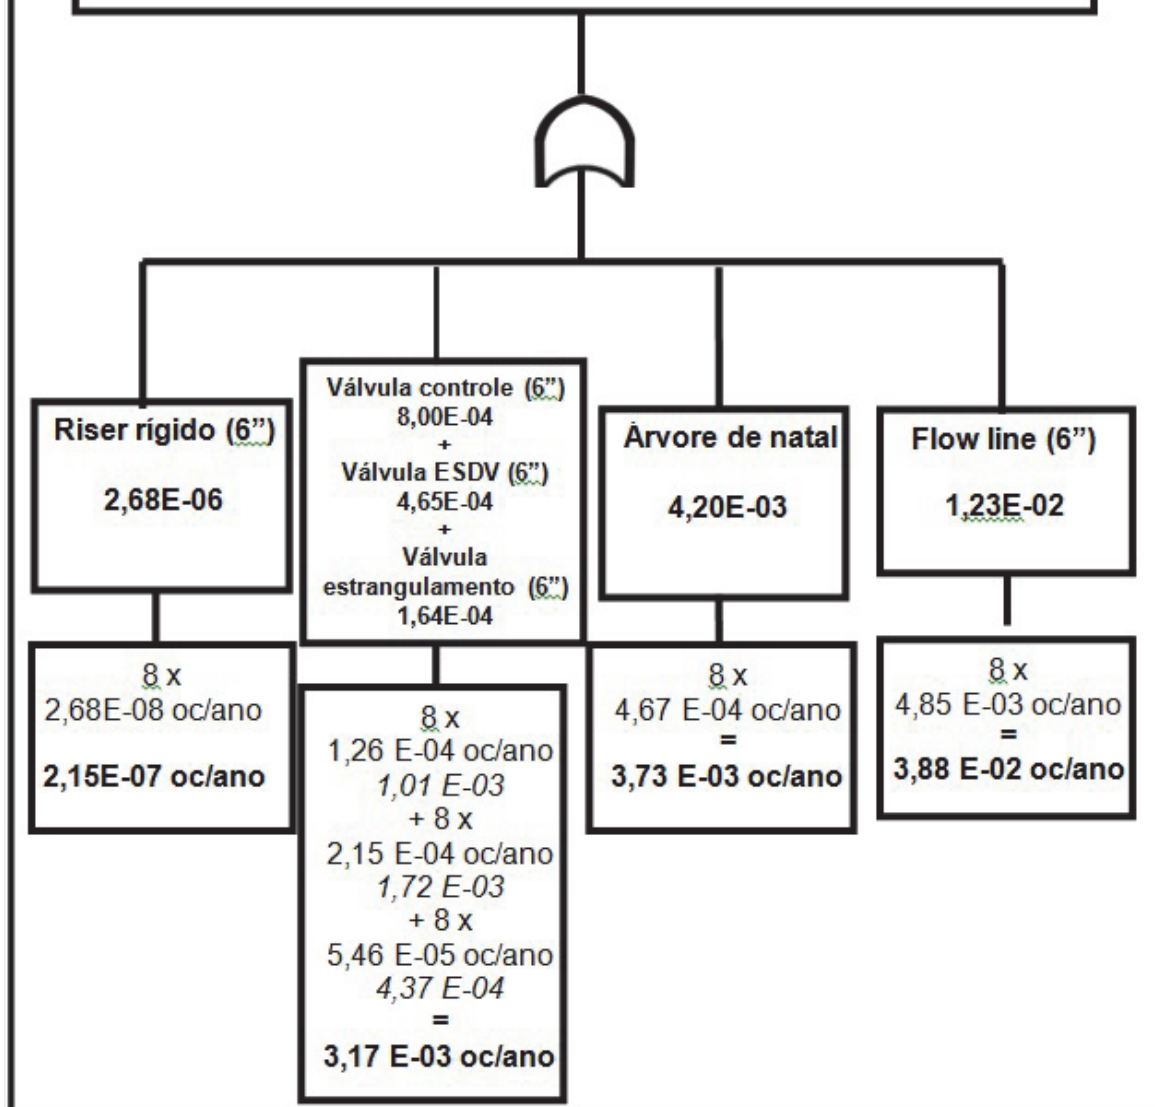 Riser rígido (6”)
2,68E-06
8 x
2,68E-08 oc/ano
2,15E-07 oc/ano
Válvula controle (6”)
8,00E-04
+
Válvula ESDV (6”)
4,65E-04
+
Válvula
estrangulamento (6”)
1,64E-04
8 x
1,26 E-04 oc/ano
1,01 E-03
+ 8 x
2,15 E-04 oc/ano
1,72 E-03
+ 8 x
5,46 E-05 oc/ano
4,37 E-04
=
3,17 E-03 oc/ano
Árvore de natal
4,20E-03
8 x
4,67 E-04 oc/ano
=
3,73 E-03 oc/ano
Flow line (6”)
1,23E-02
8 x
4,85 E-03 oc/ano
=
3,88 E-02 oc/ano